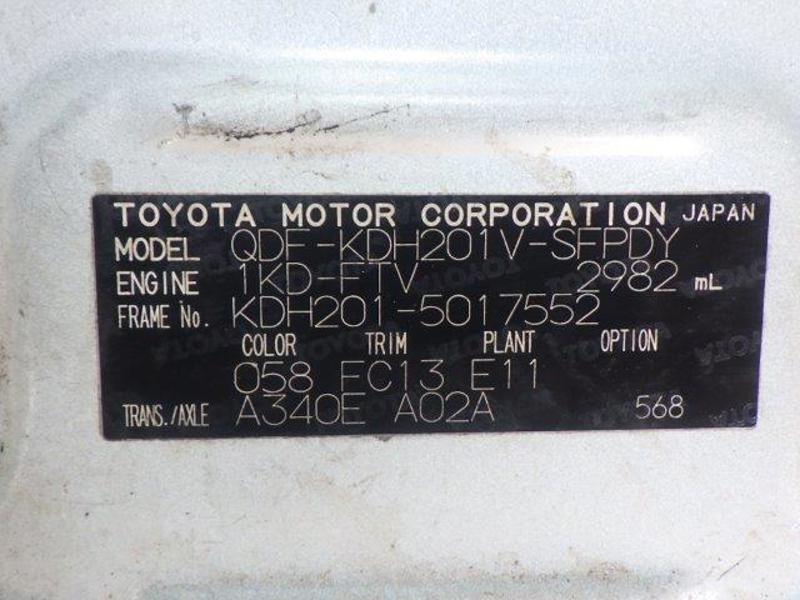 TOYOTA MOTOR CORPORATION JAPAN
MODEL QDF-KDH201V-SFPDY
ENGINE 1KD-FTV 2982 mL
FRAME No. KDH201-5017552
COLOR TRIM PLANT OPTION
058 FC13 E11
TRANS./AXLE A340E A02A 568